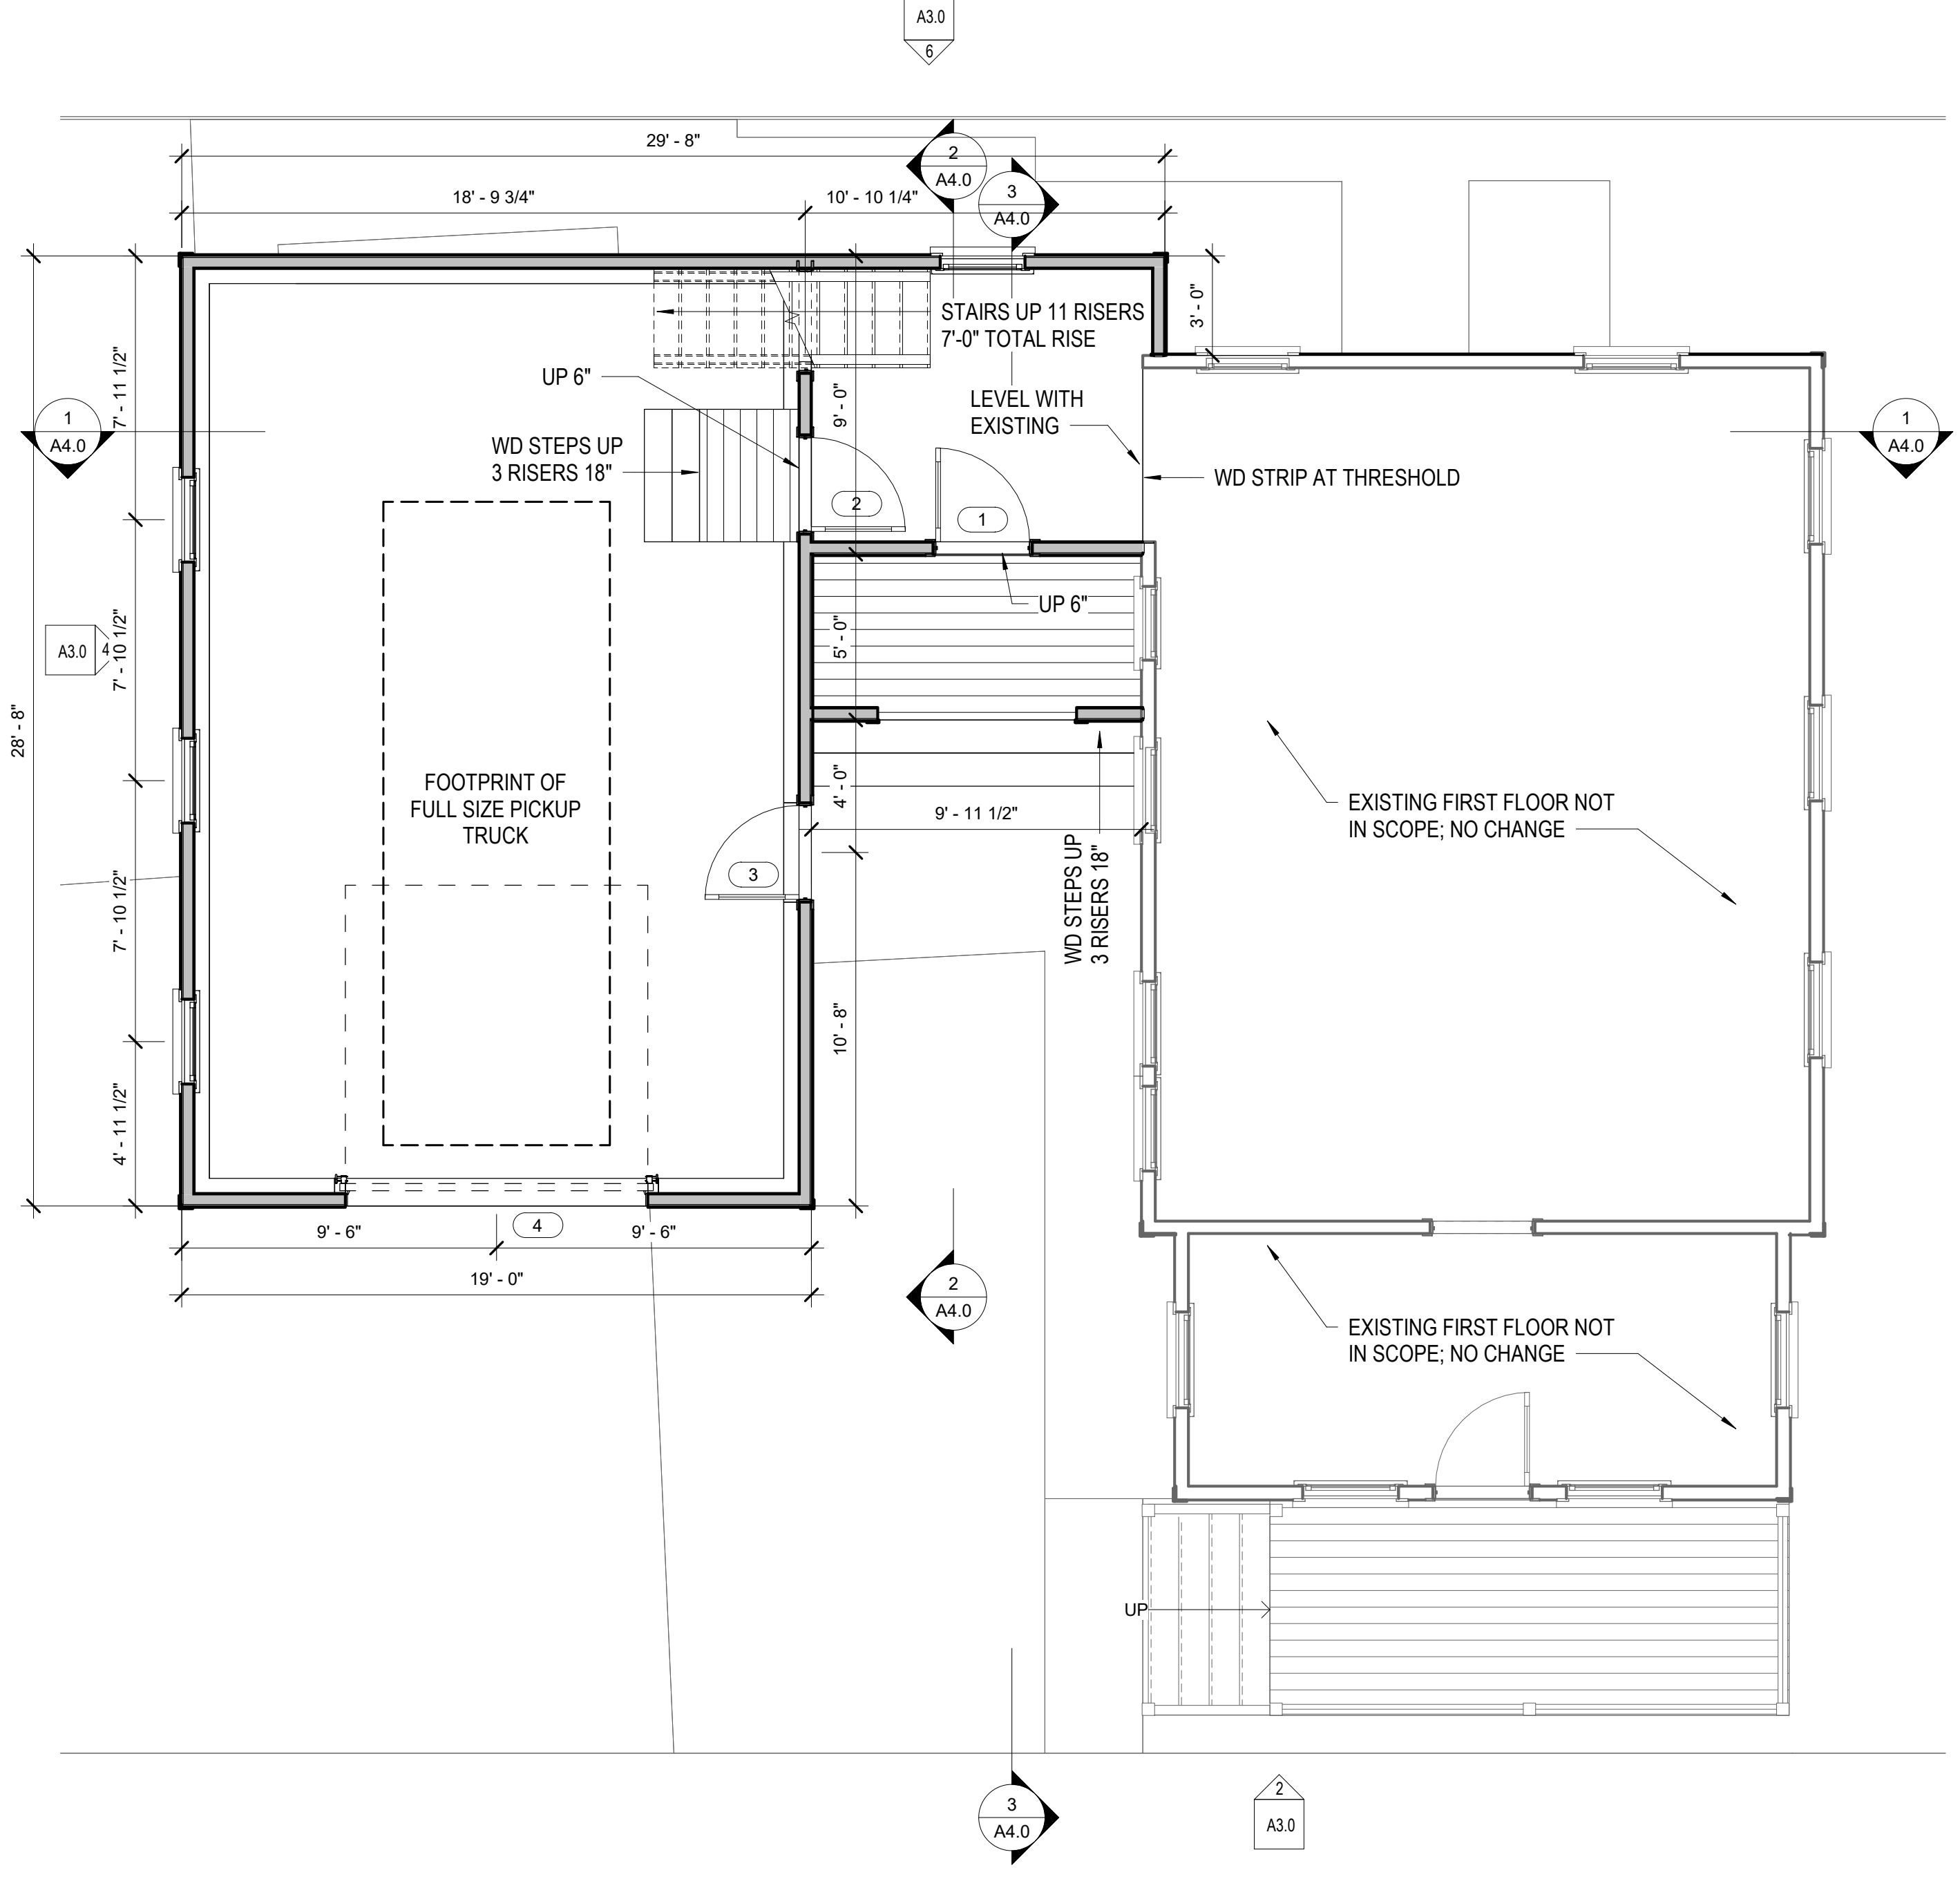 A3.0
6
29' - 8"
2
A4.0
18' - 9 3/4"
10' - 10 1/4"
3
A4.0
3' - 0"
STAIRS UP 11 RISERS
7'-0" TOTAL RISE
7' - 11 1/2"
UP 6"
9' - 0"
LEVEL WITH
EXISTING
1
A4.0
1
A4.0
WD STEPS UP
3 RISERS 18"
WD STRIP AT THRESHOLD
2
1
UP 6"
A3.0
4
7' - 10 1/2"
5' - 0"
28' - 8"
FOOTPRINT OF
FULL SIZE PICKUP
TRUCK
4' - 0"
9' - 11 1/2"
EXISTING FIRST FLOOR NOT
IN SCOPE; NO CHANGE
3
WD STEPS UP
3 RISERS 18"
7' - 10 1/2"
10' - 8"
4' - 11 1/2"
9' - 6"
4
9' - 6"
19' - 0"
2
A4.0
EXISTING FIRST FLOOR NOT
IN SCOPE; NO CHANGE
UP
3
A4.0
2
A3.0